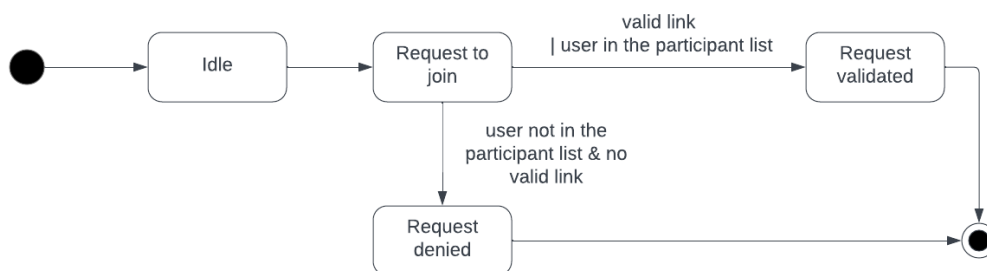 valid link
| user in the participant list
Idle
Request to
join
Request
validated
user not in the
participant list & no
valid link
Request
denied